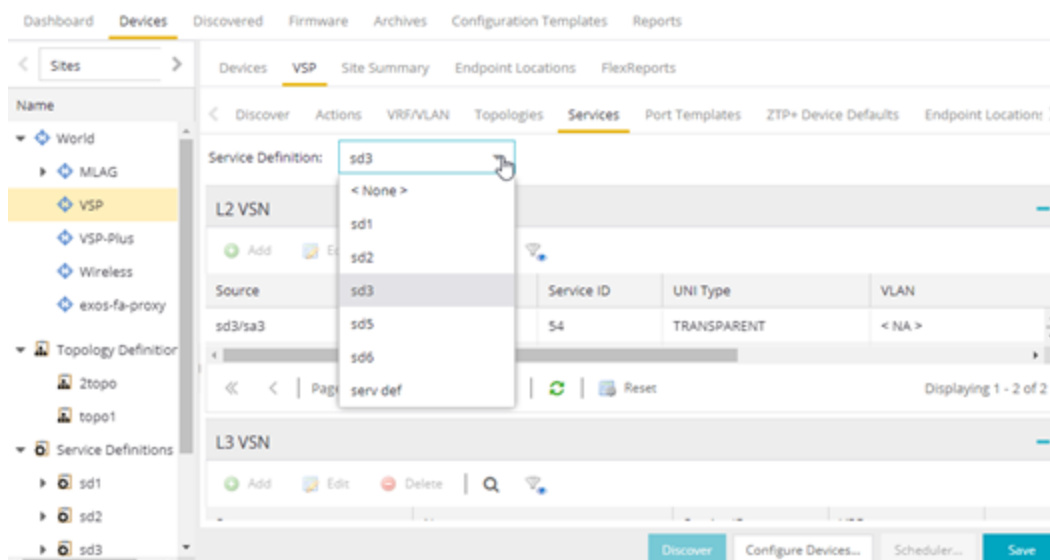 Dashboard Devices Discovered Firmware Archives Configuration Templates Reports
Sites
Name
World
MLAG
VSP
VSP-Plus
Wireless
exos-fa-proxy
Topology Definition
2topo
topo1
Service Definitions
sd1
sd2
sd3
Devices VSP Site Summary Endpoint Locations FlexReports
Discover Actions VRF/VLAN Topologies Services Port Templates ZTP+ Device Defaults Endpoint Locations
Service Definition: sd3
< None >
sd1
sd2
sd3
sd5
sd6
serv def
L2 VSN
Add
Source Service ID UNI Type VLAN
sd3/sa3 54 TRANSPARENT < NA >
Reset Displaying 1 - 2 of 2
L3 VSN
Add Edit Delete
Discover Configure Devices... Scheduler... Save